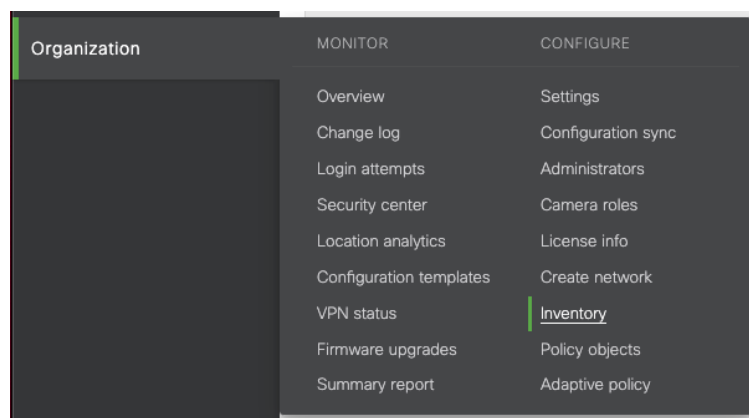 Organization
MONITOR
Overview
Change log
Login attempts
Security center
Location analytics
Configuration templates
VPN status
Firmware upgrades
Summary report
CONFIGURE
Settings
Configuration sync
Administrators
Camera roles
License info
Create network
Inventory
Policy objects
Adaptive policy